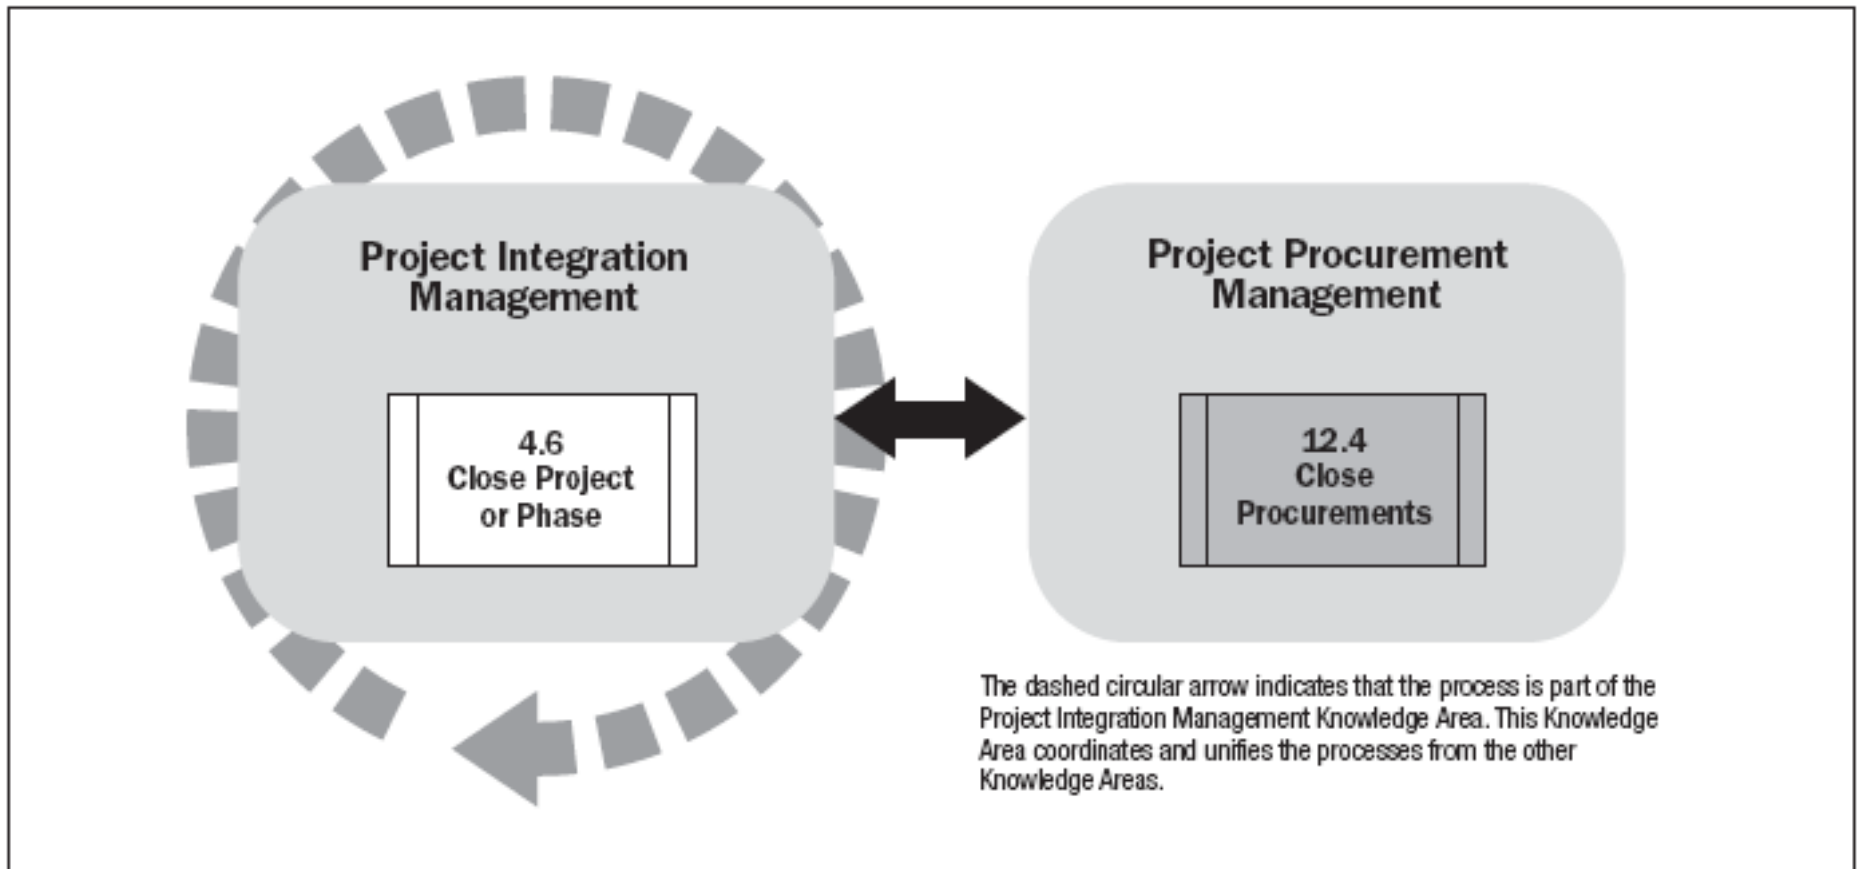 Project Integration
Management
4.6
Close Project
or Phase
Project Procurement
Management
12.4
Close
Procurements
The dashed circular arrow indicates that the process is part of the
Project Integration Management Knowledge Area. This Knowledge
Area coordinates and unifies the processes from the other
Knowledge Areas.